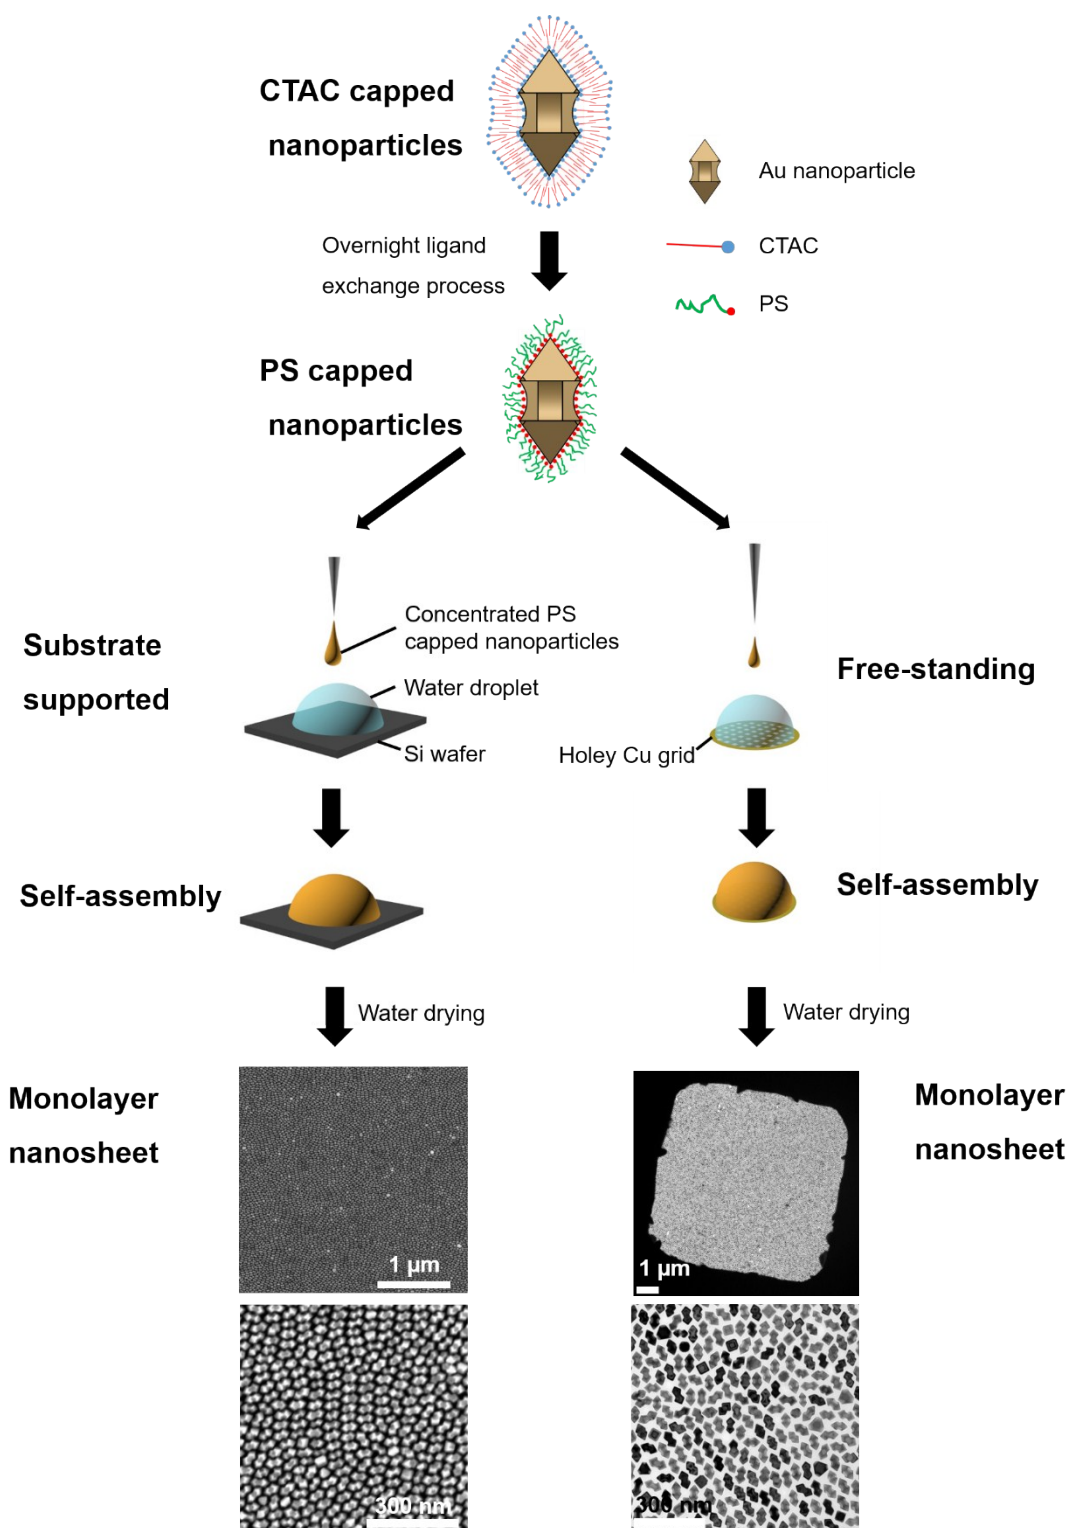 CTAC capped
nanoparticles
Au nanoparticle
CTAC
PS
Overnight ligand
exchange process
PS capped
nanoparticles
Substrate
supported
Concentrated PS
capped nanoparticles
Water droplet
Si wafer
Free-standing
Holey Cu grid
Self-assembly
Self-assembly
Water drying
Water drying
Monolayer
nanosheet
1 µm
300 nm
Monolayer
nanosheet
1 µm
300 nm